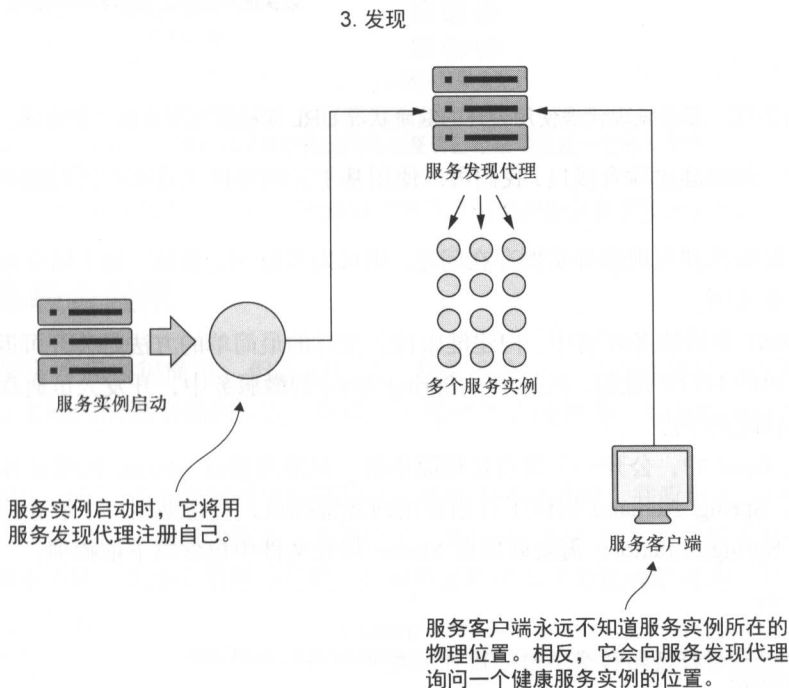 3. 发现
服务发现代理
多个服务实例
服务实例启动
服务实例启动时，它将用
服务发现代理注册自己。
服务客户端
服务客户端永远不知道服务实例所在的
物理位置。相反，它会向服务发现代理
询问一个健康服务实例的位置。